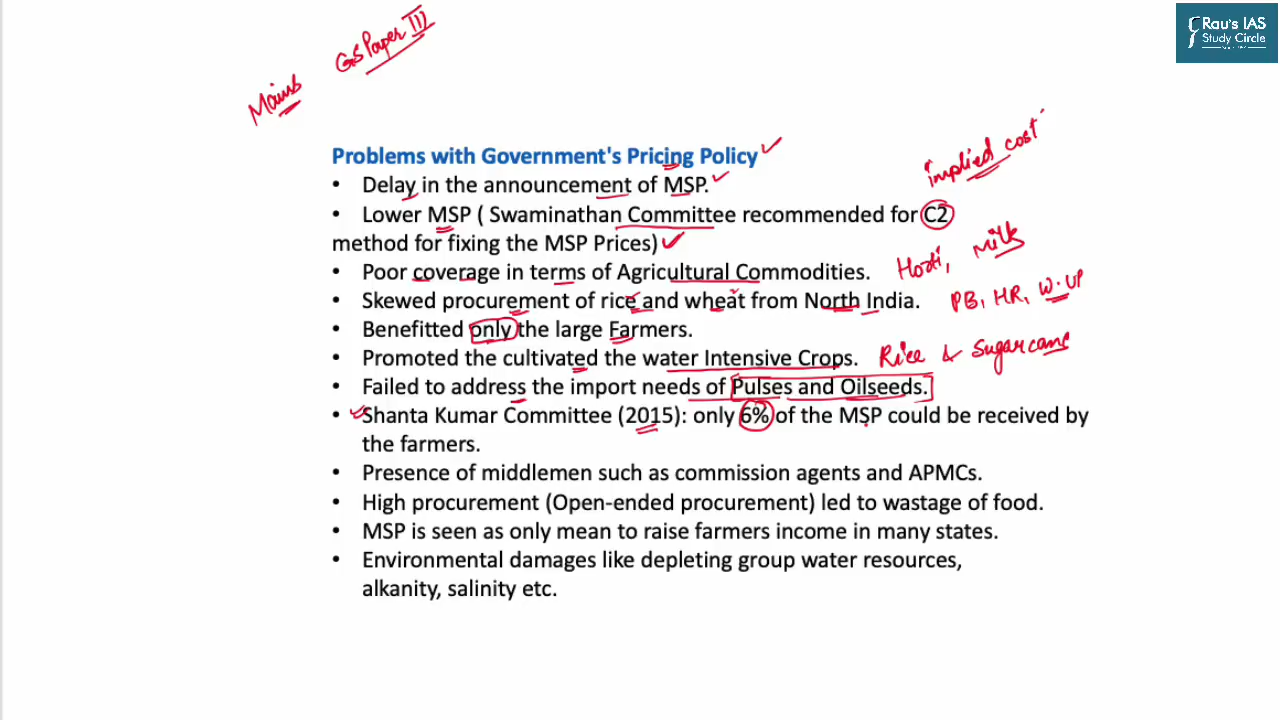 Rau's IAS
Study Circle
Mains GS Paper III
Problems with Government's Pricing Policy
• Delay in the announcement of MSP.
implied cost
• Lower MSP ( Swaminathan Committee recommended for C2
method for fixing the MSP Prices)
• Poor coverage in terms of Agricultural Commodities. Horti, Milk
• Skewed procurement of rice and wheat from North India. PB, HR, W.UP
• Benefitted only the large Farmers.
• Promoted the cultivated the water Intensive Crops. Rice & Sugarcane
• Failed to address the import needs of Pulses and Oilseeds.
• Shanta Kumar Committee (2015): only 6% of the MSP could be received by
the farmers.
• Presence of middlemen such as commission agents and APMCs.
• High procurement (Open-ended procurement) led to wastage of food.
• MSP is seen as only mean to raise farmers income in many states.
• Environmental damages like depleting group water resources,
alkanity, salinity etc.